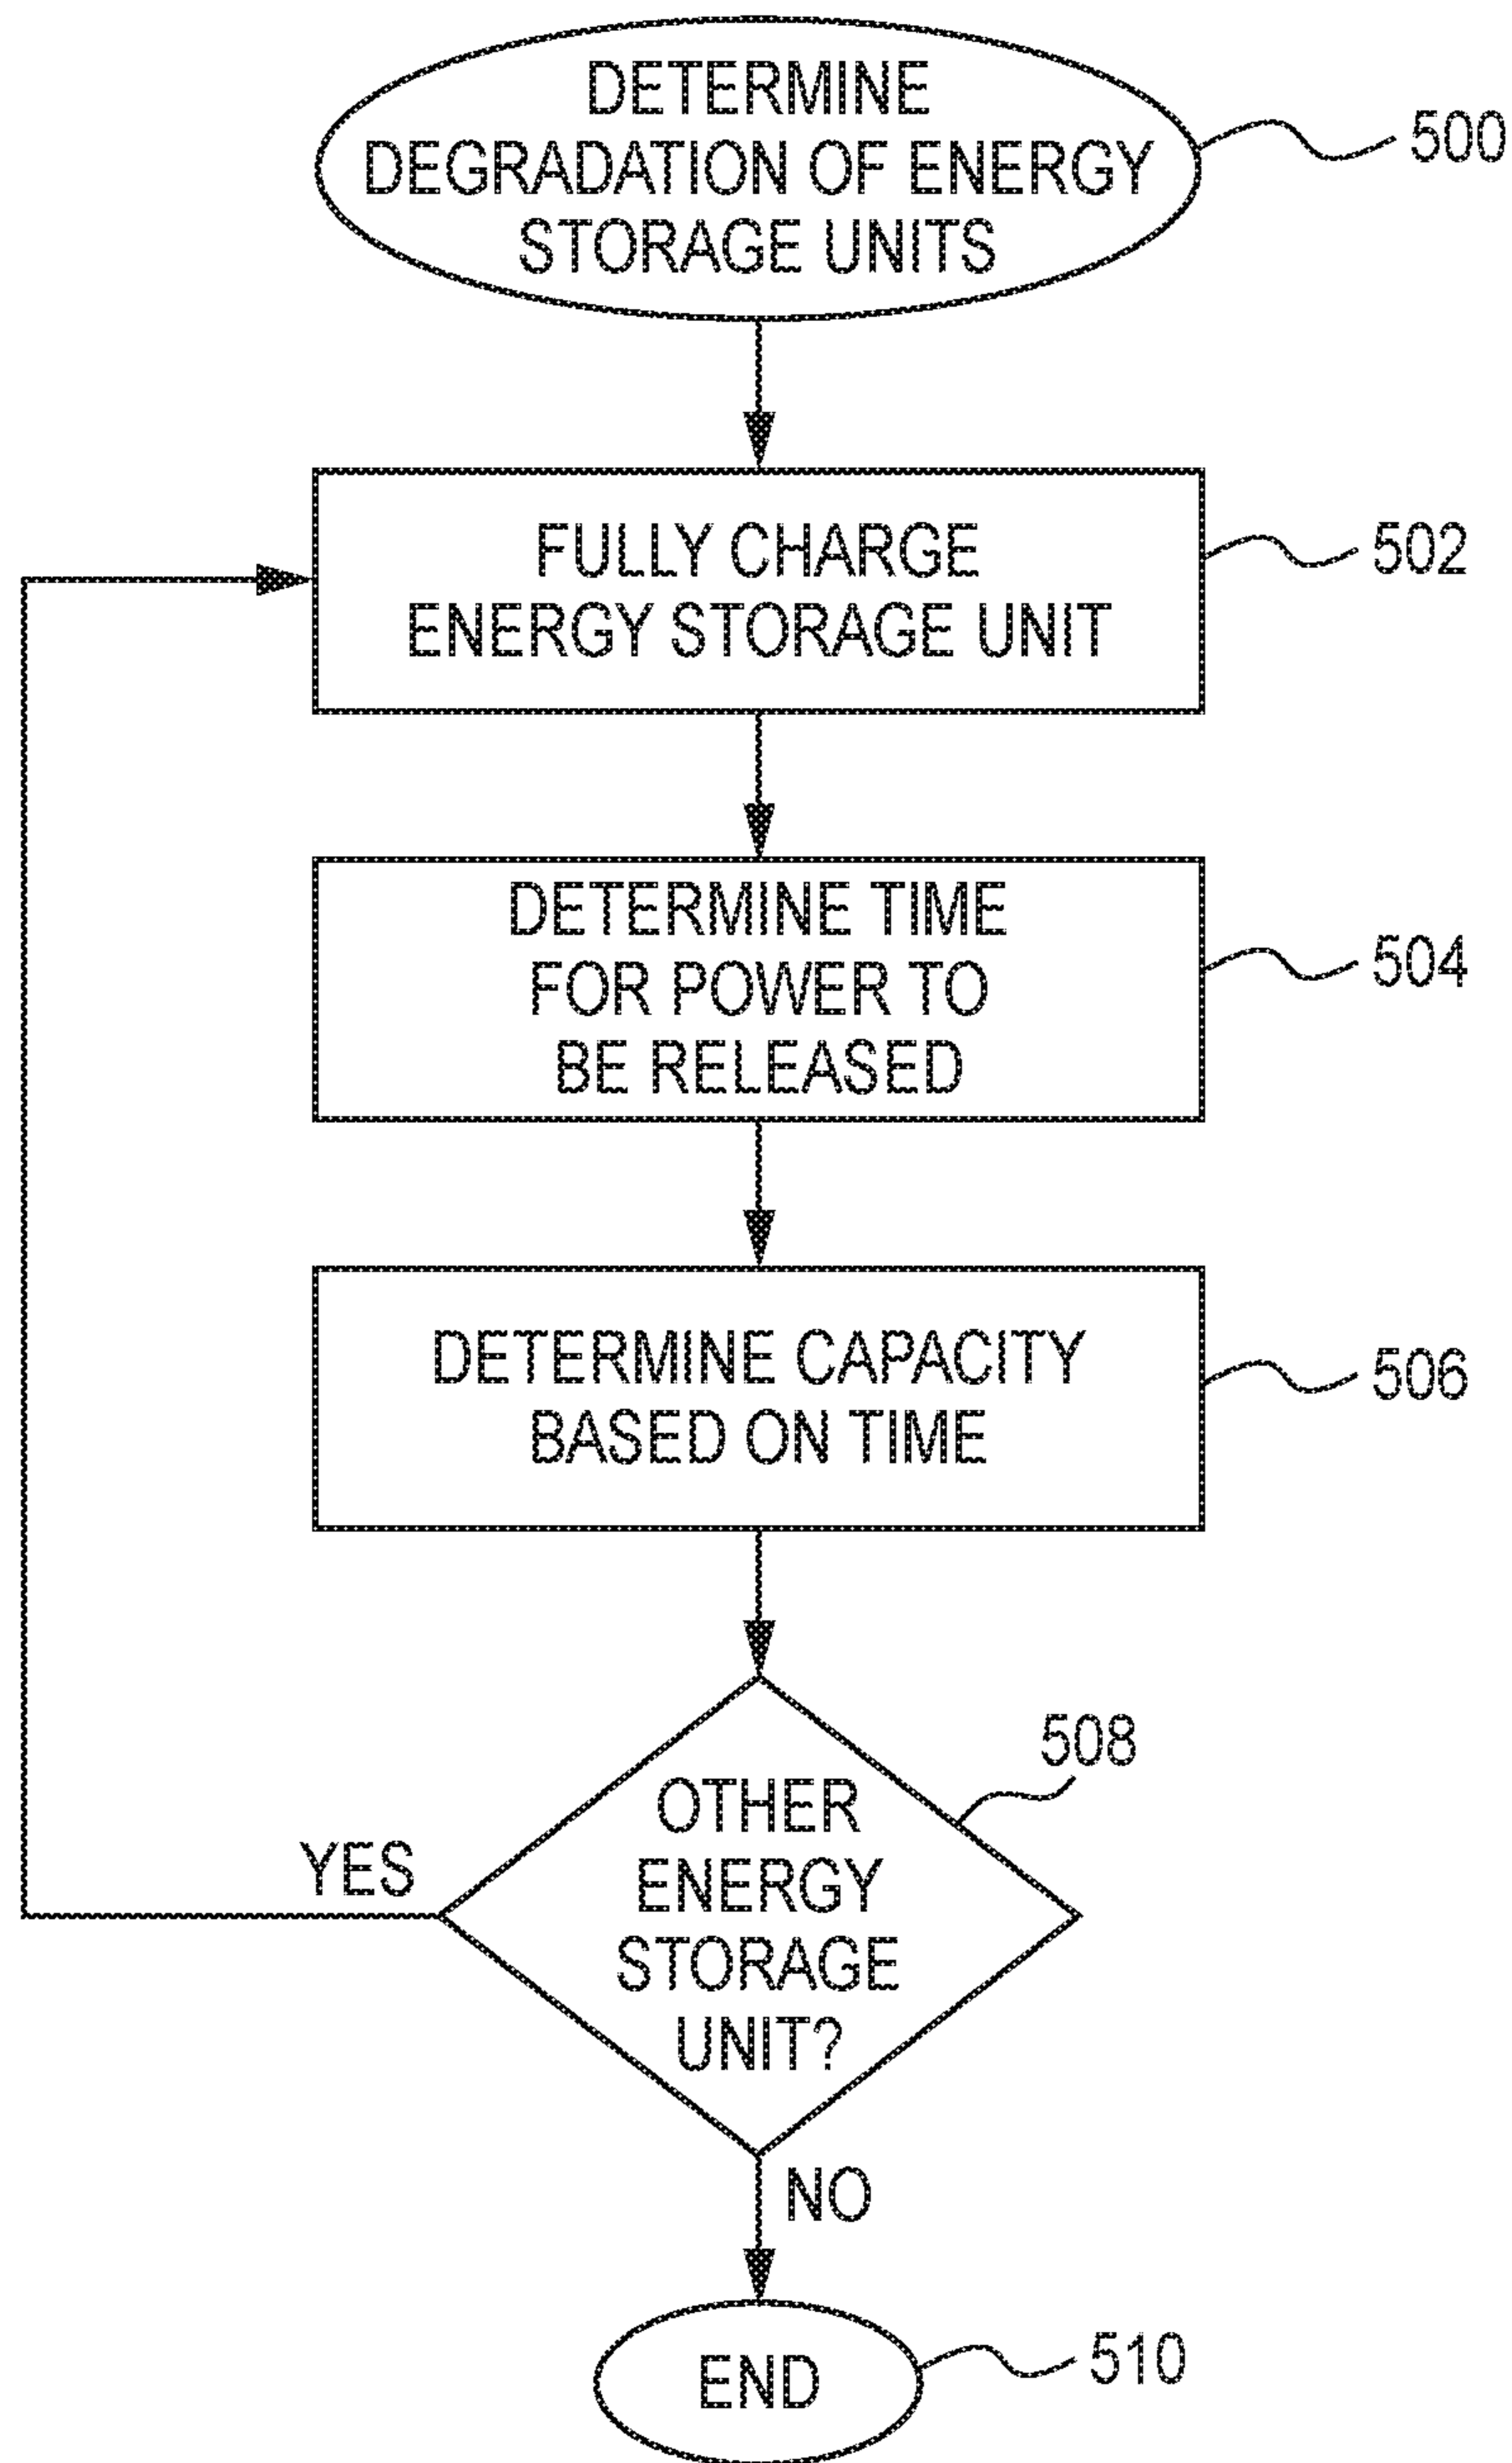 DETERMINE
DEGRADATION OF ENERGY
STORAGE UNITS
500
FULLY CHARGE
ENERGY STORAGE UNIT
502
DETERMINE TIME
FOR POWER TO
BE RELEASED
504
DETERMINE CAPACITY
BASED ON TIME
506
508
OTHER
ENERGY
STORAGE
UNIT?
YES
NO
END
510